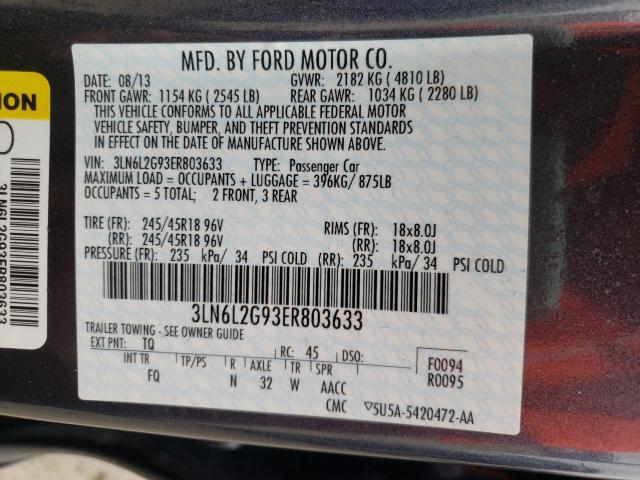 MFD. BY FORD MOTOR CO.
DATE: 08/13 GVWR: 2182 KG ( 4810 LB)
FRONT GAWR: 1154 KG ( 2545 LB) REAR GAWR: 1034 KG ( 2280 LB)
THIS VEHICLE CONFORMS TO ALL APPLICABLE FEDERAL MOTOR
VEHICLE SAFETY, BUMPER, AND THEFT PREVENTION STANDARDS
IN EFFECT ON THE DATE OF MANUFACTURE SHOWN ABOVE.
VIN: 3LN6L2G93ER803633 TYPE: Passenger Car
MAXIMUM LOAD = OCCUPANTS + LUGGAGE = 396KG/ 875LB
OCCUPANTS = 5 TOTAL; 2 FRONT, 3 REAR
TIRE (FR): 245/45R18 96V RIMS (FR): 18x8.0J
(RR): 245/45R18 96V (RR): 18x8.0J
PRESSURE (FR): 235 kPa/ 34 PSI COLD (RR): 235 kPa/ 34 PSI COLD
3LN6L2G93ER803633
TRAILER TOWING - SEE OWNER GUIDE
EXT PNT: TQ RC: 45 DSO:
INT TR TP/PS R AXLE TR SPR
FQ N 32 W AACC
CMC
F0094
R0095
▽5U5A-5420472-AA
3LN6L2G93ER803633